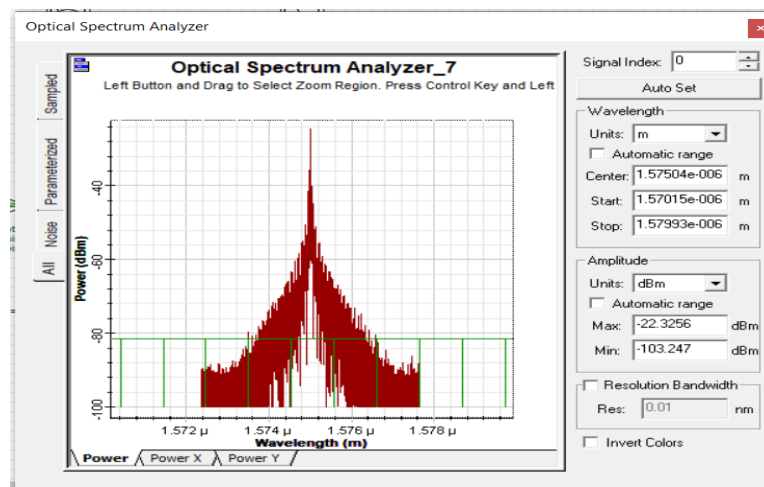 Optical Spectrum Analyzer
Optical Spectrum Analyzer_7
Left Button and Drag to Select Zoom Region. Press Control Key and Left
Sampled
Parameterized
Noise
All
Power (dBm)
-40
-60
-80
-100
1.572 µ
1.574 µ
1.576 µ
1.578 µ
Wavelength (m)
Power
Power X
Power Y
Signal Index: 0
Auto Set
Wavelength
Units: m
Automatic range
Center: 1.57504e-006 m
Start: 1.57015e-006 m
Stop: 1.57993e-006 m
Amplitude
Units: dBm
Automatic range
Max: -22.3256 dBm
Min: -103.247 dBm
Resolution Bandwidth
Res: 0.01 nm
Invert Colors